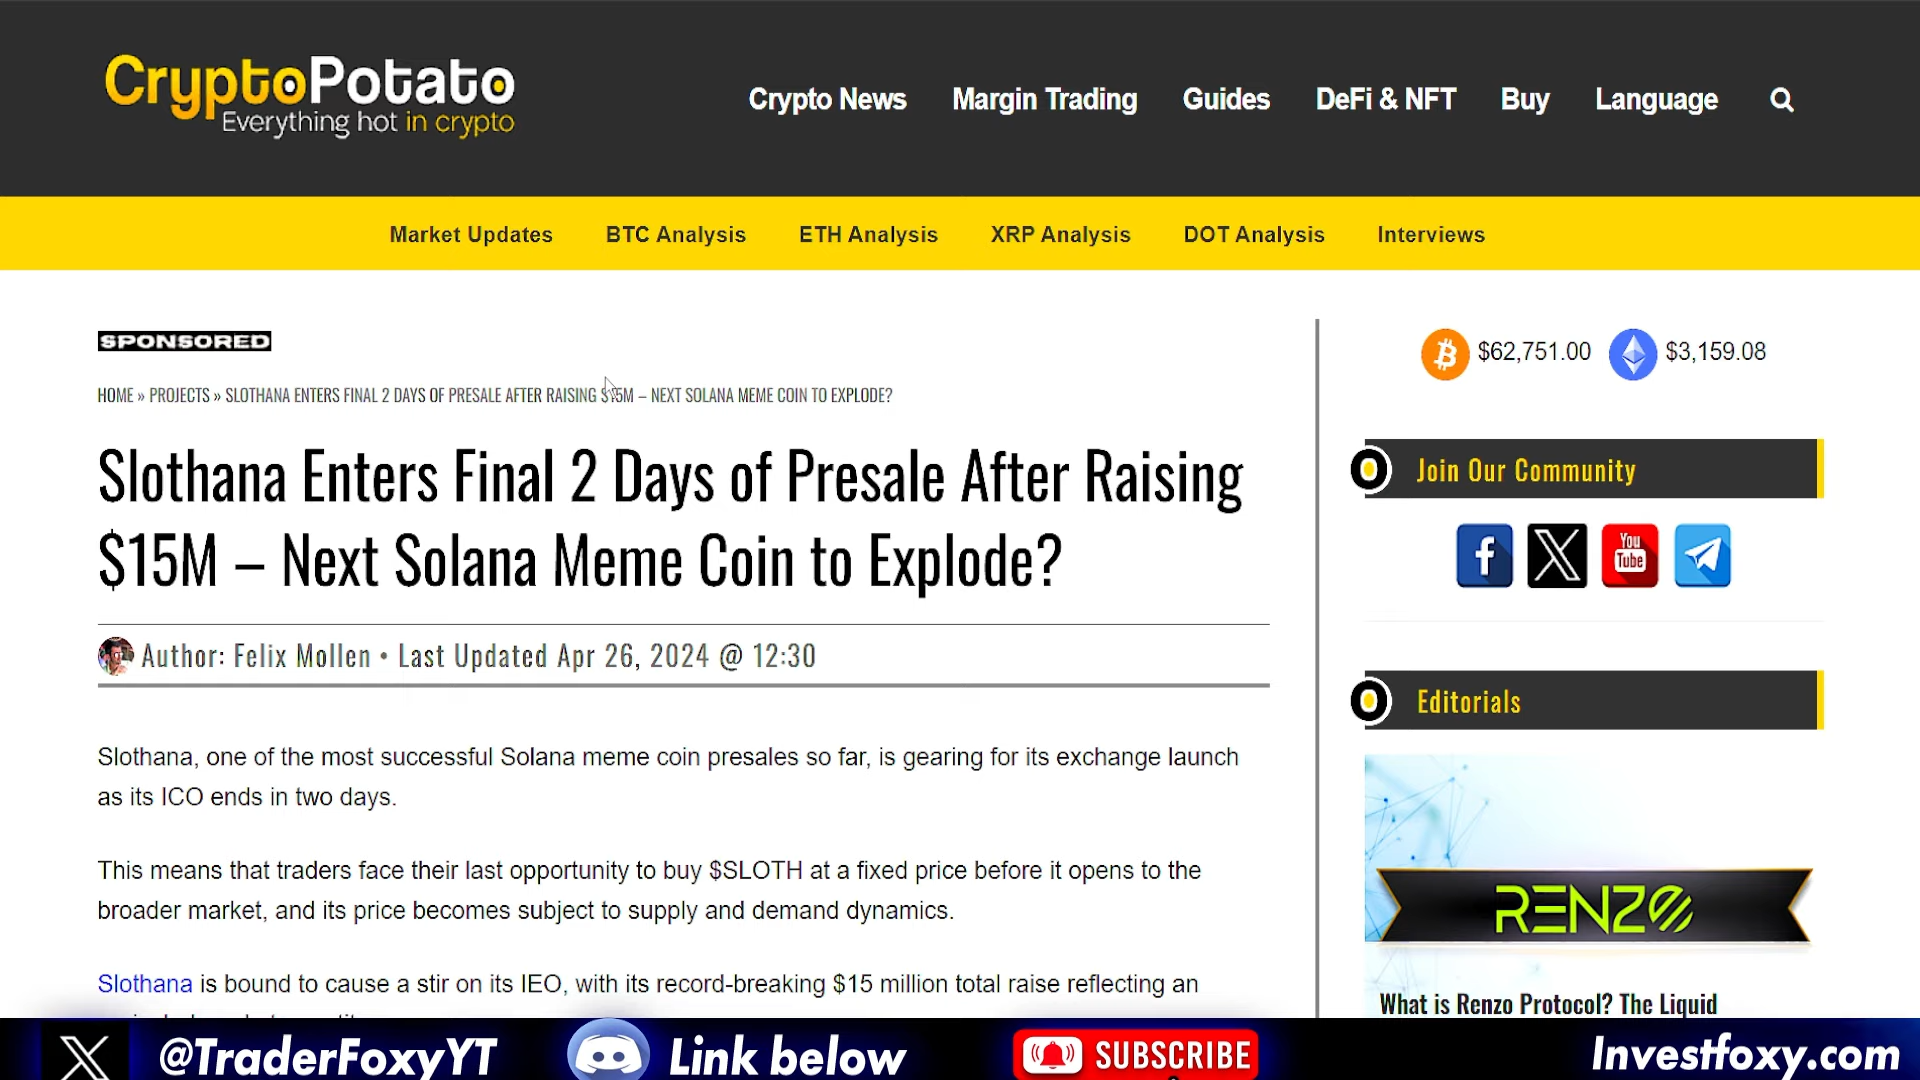 CryptoPotato
Everything hot in crypto
Crypto News Margin Trading Guides DeFi & NFT Buy Language
Market Updates BTC Analysis ETH Analysis XRP Analysis DOT Analysis Interviews
SPONSORED
HOME » PROJECTS » SLOTHANA ENTERS FINAL 2 DAYS OF PRESALE AFTER RAISING $15M – NEXT SOLANA MEME COIN TO EXPLODE?
Slothana Enters Final 2 Days of Presale After Raising
$15M – Next Solana Meme Coin to Explode?
Author: Felix Mollen • Last Updated Apr 26, 2024 @ 12:30
Slothana, one of the most successful Solana meme coin presales so far, is gearing for its exchange launch
as its ICO ends in two days.
This means that traders face their last opportunity to buy $SLOTH at a fixed price before it opens to the
broader market, and its price becomes subject to supply and demand dynamics.
Slothana is bound to cause a stir on its IEO, with its record-breaking $15 million total raise reflecting an
$62,751.00 $3,159.08
Join Our Community
You
Tube
Editorials
RENZO
What is Renzo Protocol? The Liquid
@TraderFoxyYT Link below SUBSCRIBE Investfoxy.com